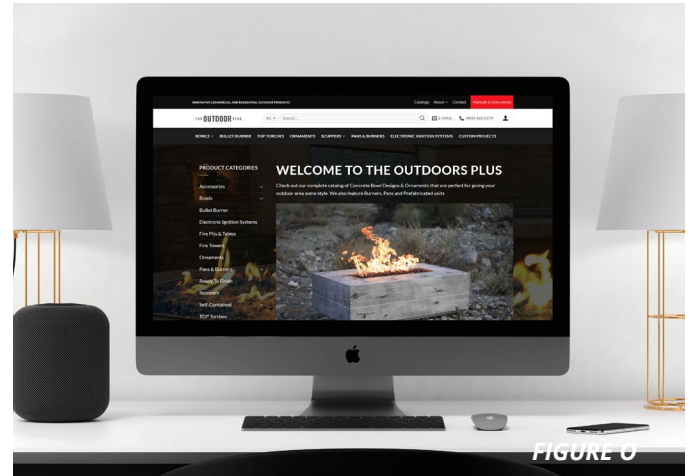 INNOVATIVE COMMERCIAL AND RESIDENTIAL OUTDOOR PRODUCTS
Catalogs About Contact Manuals & Documents
THE OUTDOOR PLUS All Search... E-MAIL
BOWLS BULLET BURNER TOP TORCHES ORNAMENTS SCUPPERS PANS & BURNERS ELECTRONIC IGNITION SYSTEMS CUSTOM PROJECTS
PRODUCT CATEGORIES
Accessories
Bowls
Bullet Burner
Electronic Ignition Systems
Fire Pits & Tables
Fire Towers
Ornaments
Pans & Burners
Ready To Finish
Scuppers
Self-Contained
TOP Torches
WELCOME TO THE OUTDOORS PLUS
Check out our complete catalog of Concrete Bowl Designs & Ornaments that are perfect for giving your
outdoor area some style. We also feature Burners, Pans and Prefabricated units
FIGURE O